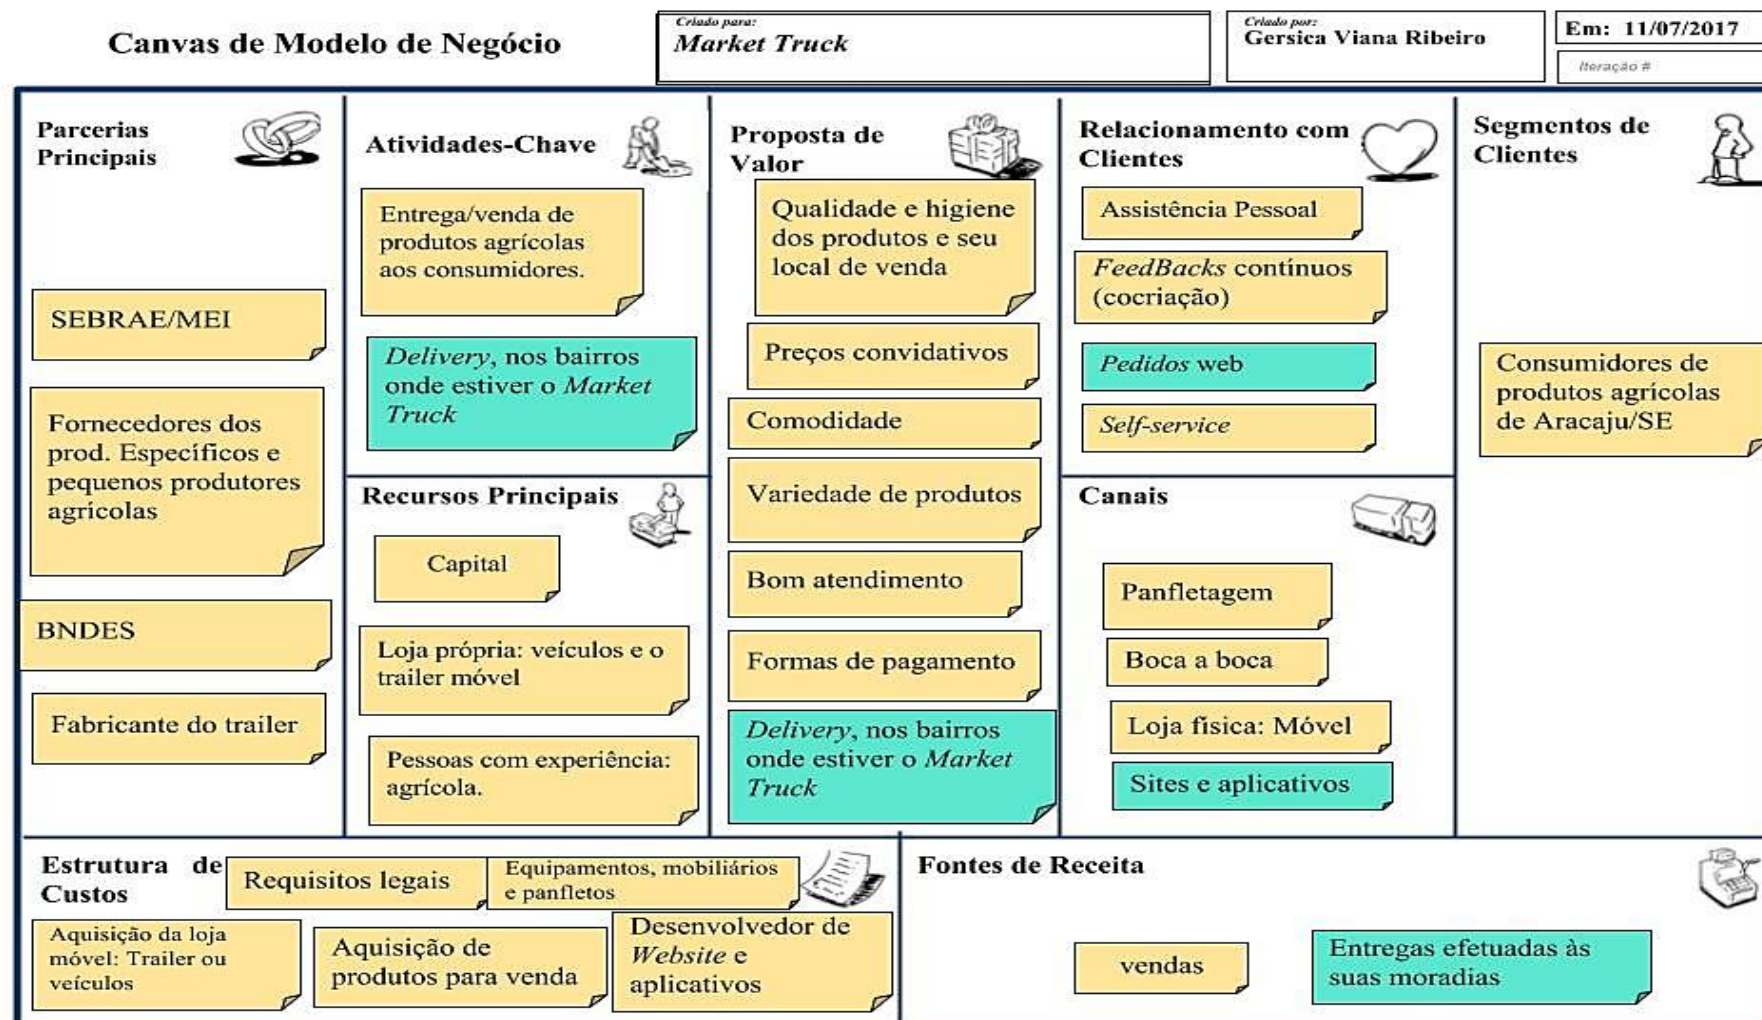 Canvas de Modelo de Negócio
Criado para:
Market Truck
Criado por:
Gersica Viana Ribeiro
Em: 11/07/2017
Iteração #
Parcerias
Principais
SEBRAE/MEI
Fornecedores dos
prod. Específicos e
pequenos produtores
agrícolas
BNDES
Fabricante do trailer
Atividades-Chave
Entrega/venda de
produtos agrícolas
aos consumidores.
Delivery, nos bairros
onde estiver o Market
Truck
Recursos Principais
Capital
Loja própria: veículos e o
trailer móvel
Pessoas com experiência:
agrícola.
Proposta de
Valor
Qualidade e higiene
dos produtos e seu
local de venda
Preços convidativos
Comodidade
Variedade de produtos
Bom atendimento
Formas de pagamento
Delivery, nos bairros
onde estiver o Market
Truck
Relacionamento com
Clientes
Assistência Pessoal
FeedBacks contínuos
(cocriação)
Pedidos web
Self-service
Canais
Panfletagem
Boca a boca
Loja física: Móvel
Sites e aplicativos
Segmentos de
Clientes
Consumidores de
produtos agrícolas
de Aracaju/SE
Estrutura de
Custos
Requisitos legais
Equipamentos, mobiliários
e panfletos
Aquisição da loja
móvel: Trailer ou
veículos
Aquisição de
produtos para venda
Desenvolvedor de
Website e
aplicativos
Fontes de Receita
vendas
Entregas efetuadas às
suas moradias